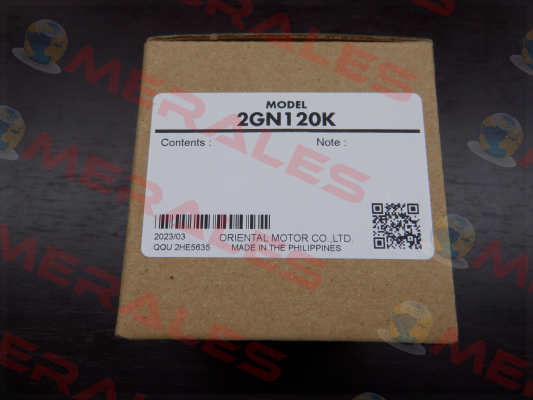 MODEL
2GN120K
Contents : Note :
2023/03 ORIENTAL MOTOR CO.,LTD.
QQU 2HE5635 MADE IN THE PHILIPPINES
MERALES
MERALES
MERALES
MERALES